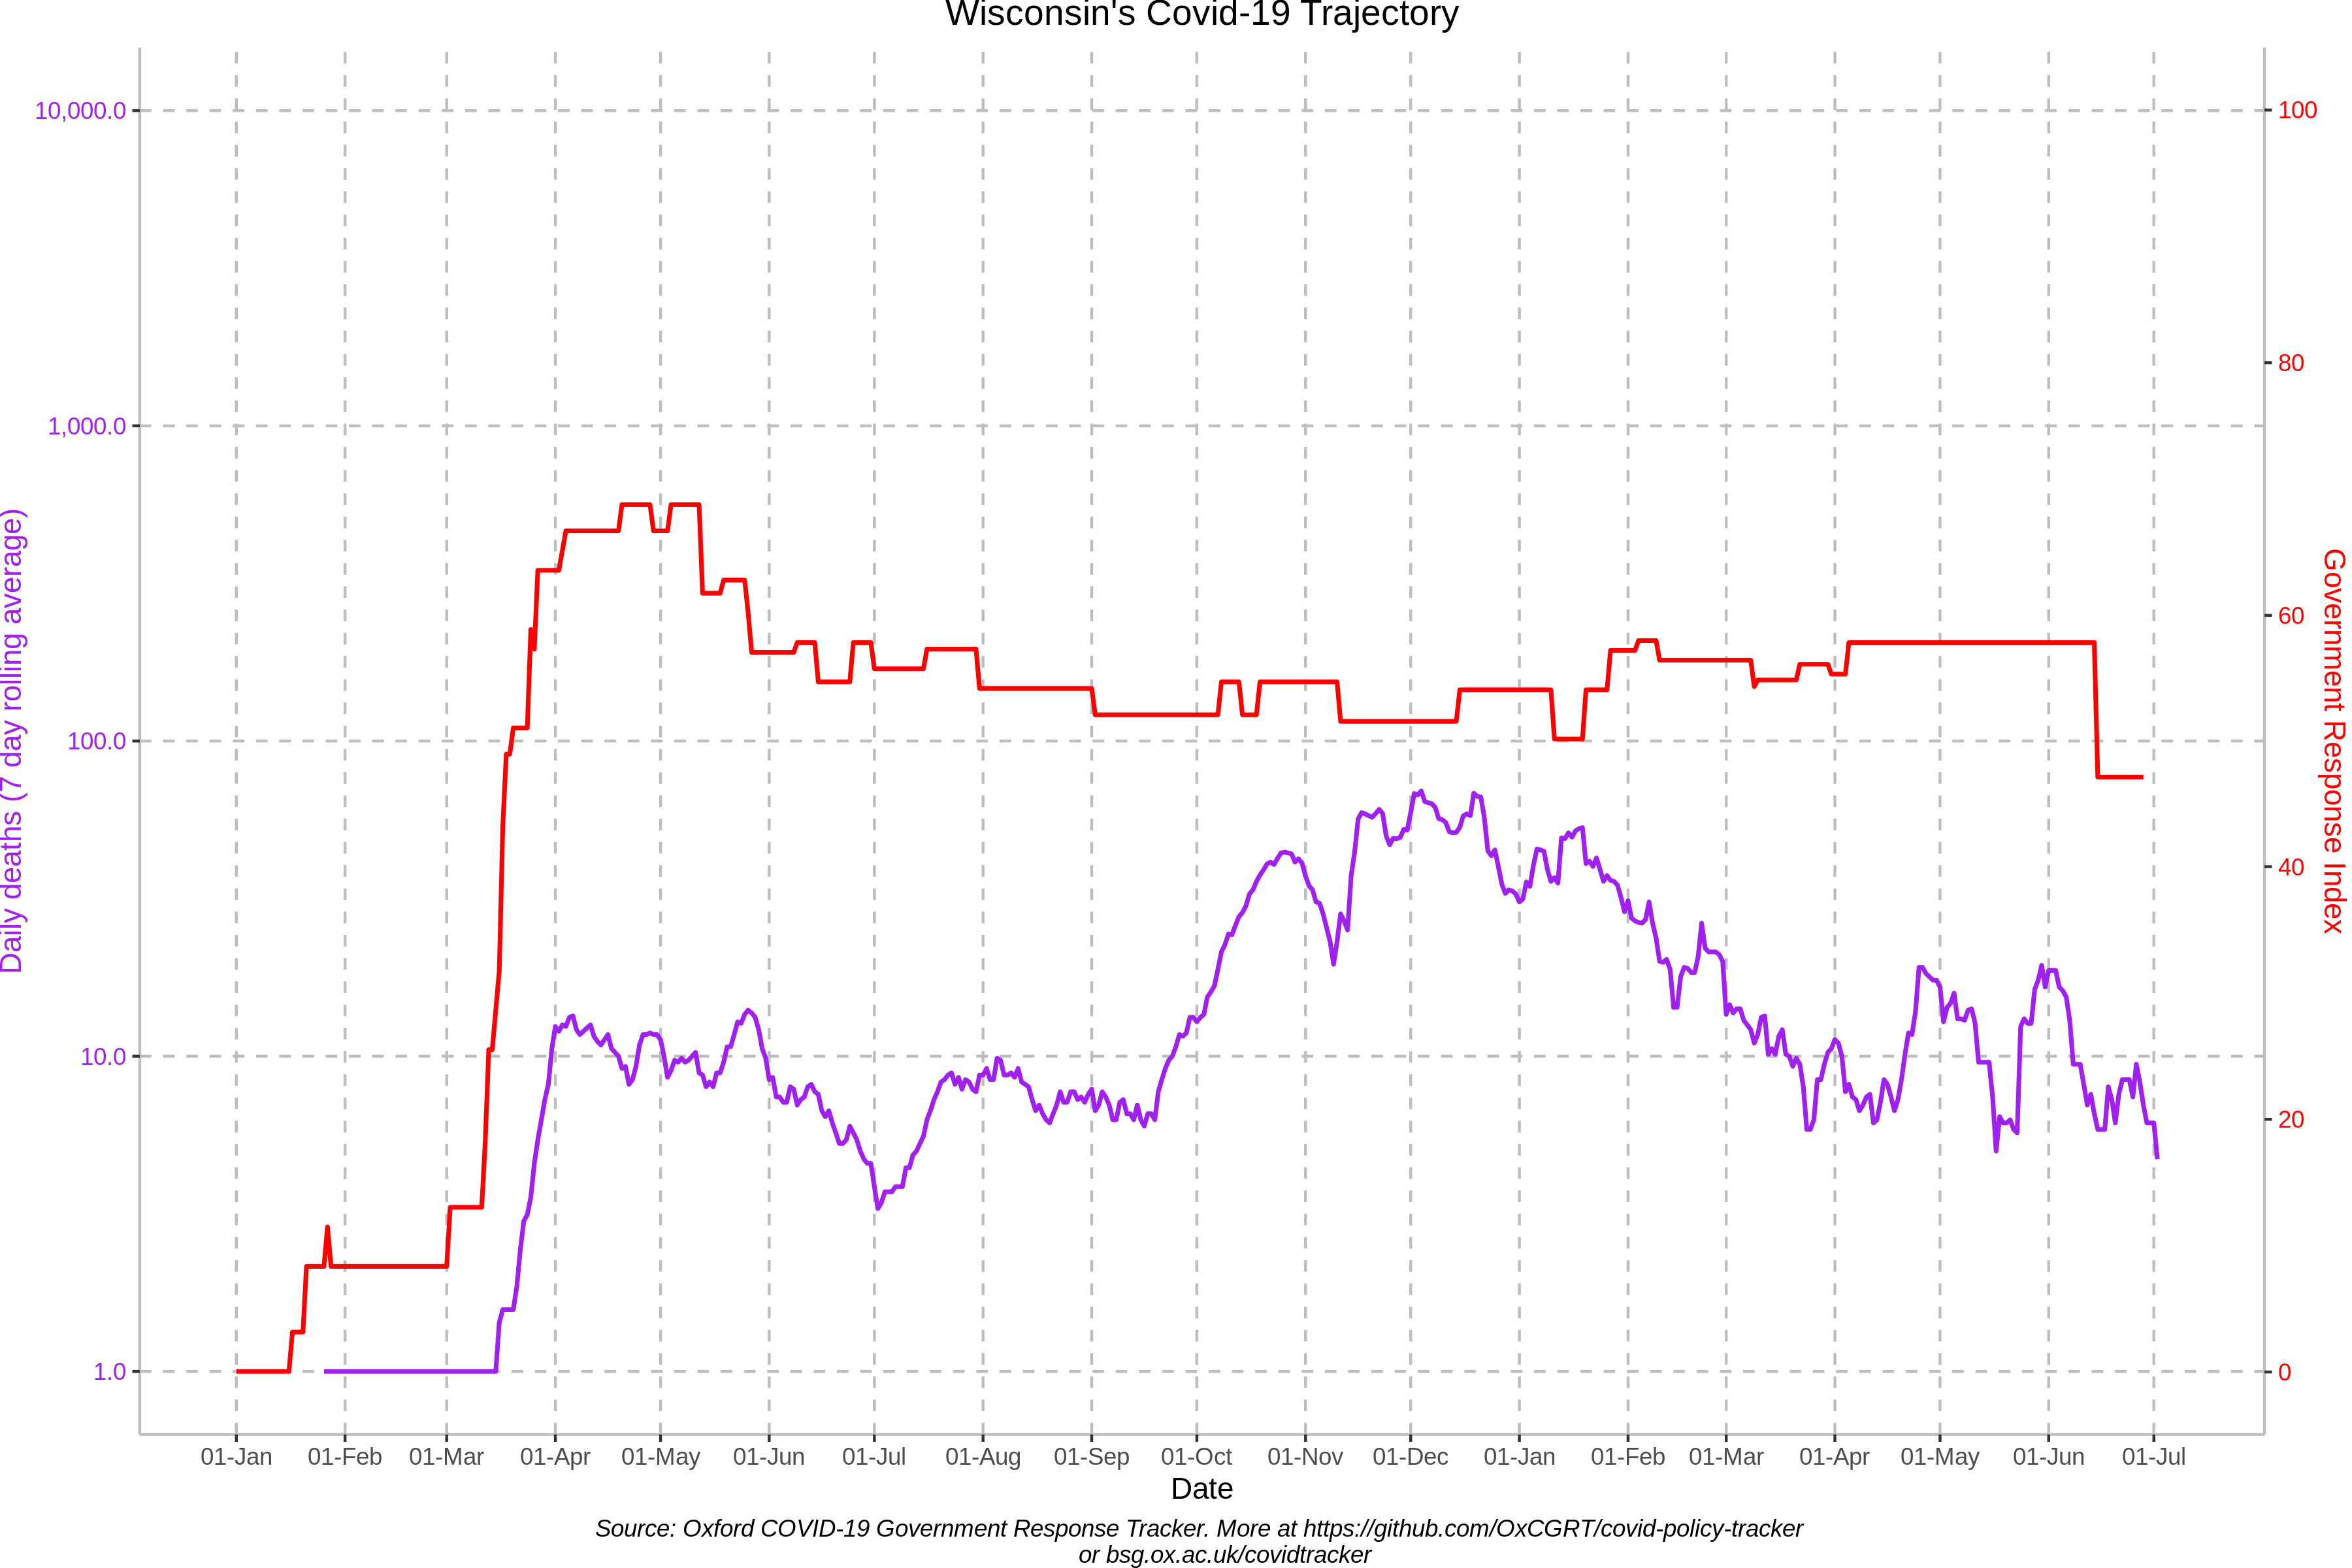 Wisconsin's Covid-19 Trajectory
Daily deaths (7 day rolling average)
10,000.0
1,000.0
100.0
10.0
1.0
Government Response Index
100
80
60
40
20
0
01-Jan 01-Feb 01-Mar 01-Apr 01-May 01-Jun 01-Jul 01-Aug 01-Sep 01-Oct 01-Nov 01-Dec 01-Jan 01-Feb 01-Mar 01-Apr 01-May 01-Jun 01-Jul
Date
Source: Oxford COVID-19 Government Response Tracker. More at https://github.com/OxCGRT/covid-policy-tracker
or bsg.ox.ac.uk/covidtracker